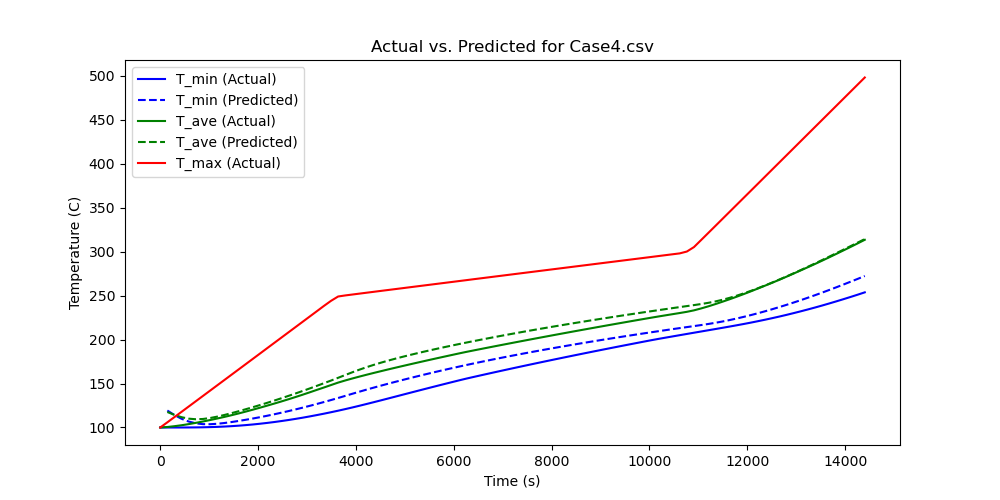 Actual vs. Predicted for Case4.csv
T_min (Actual)
T_min (Predicted)
T_ave (Actual)
T_ave (Predicted)
T_max (Actual)
500
450
400
350
300
250
200
150
100
Temperature (C)
0 2000 4000 6000 8000 10000 12000 14000
Time (s)